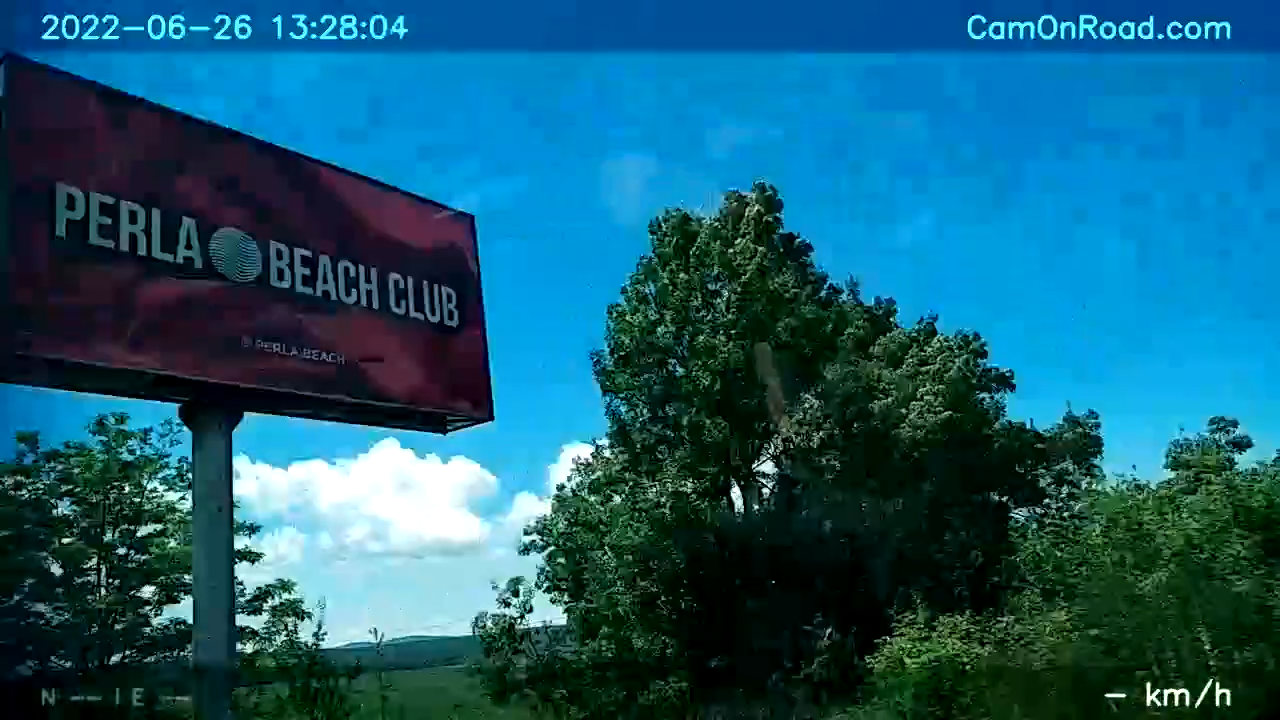 2022-06-26 13:28:04
CamOnRoad.com
PERLA BEACH CLUB
PERLA BEACH
N -- E --
- km/h